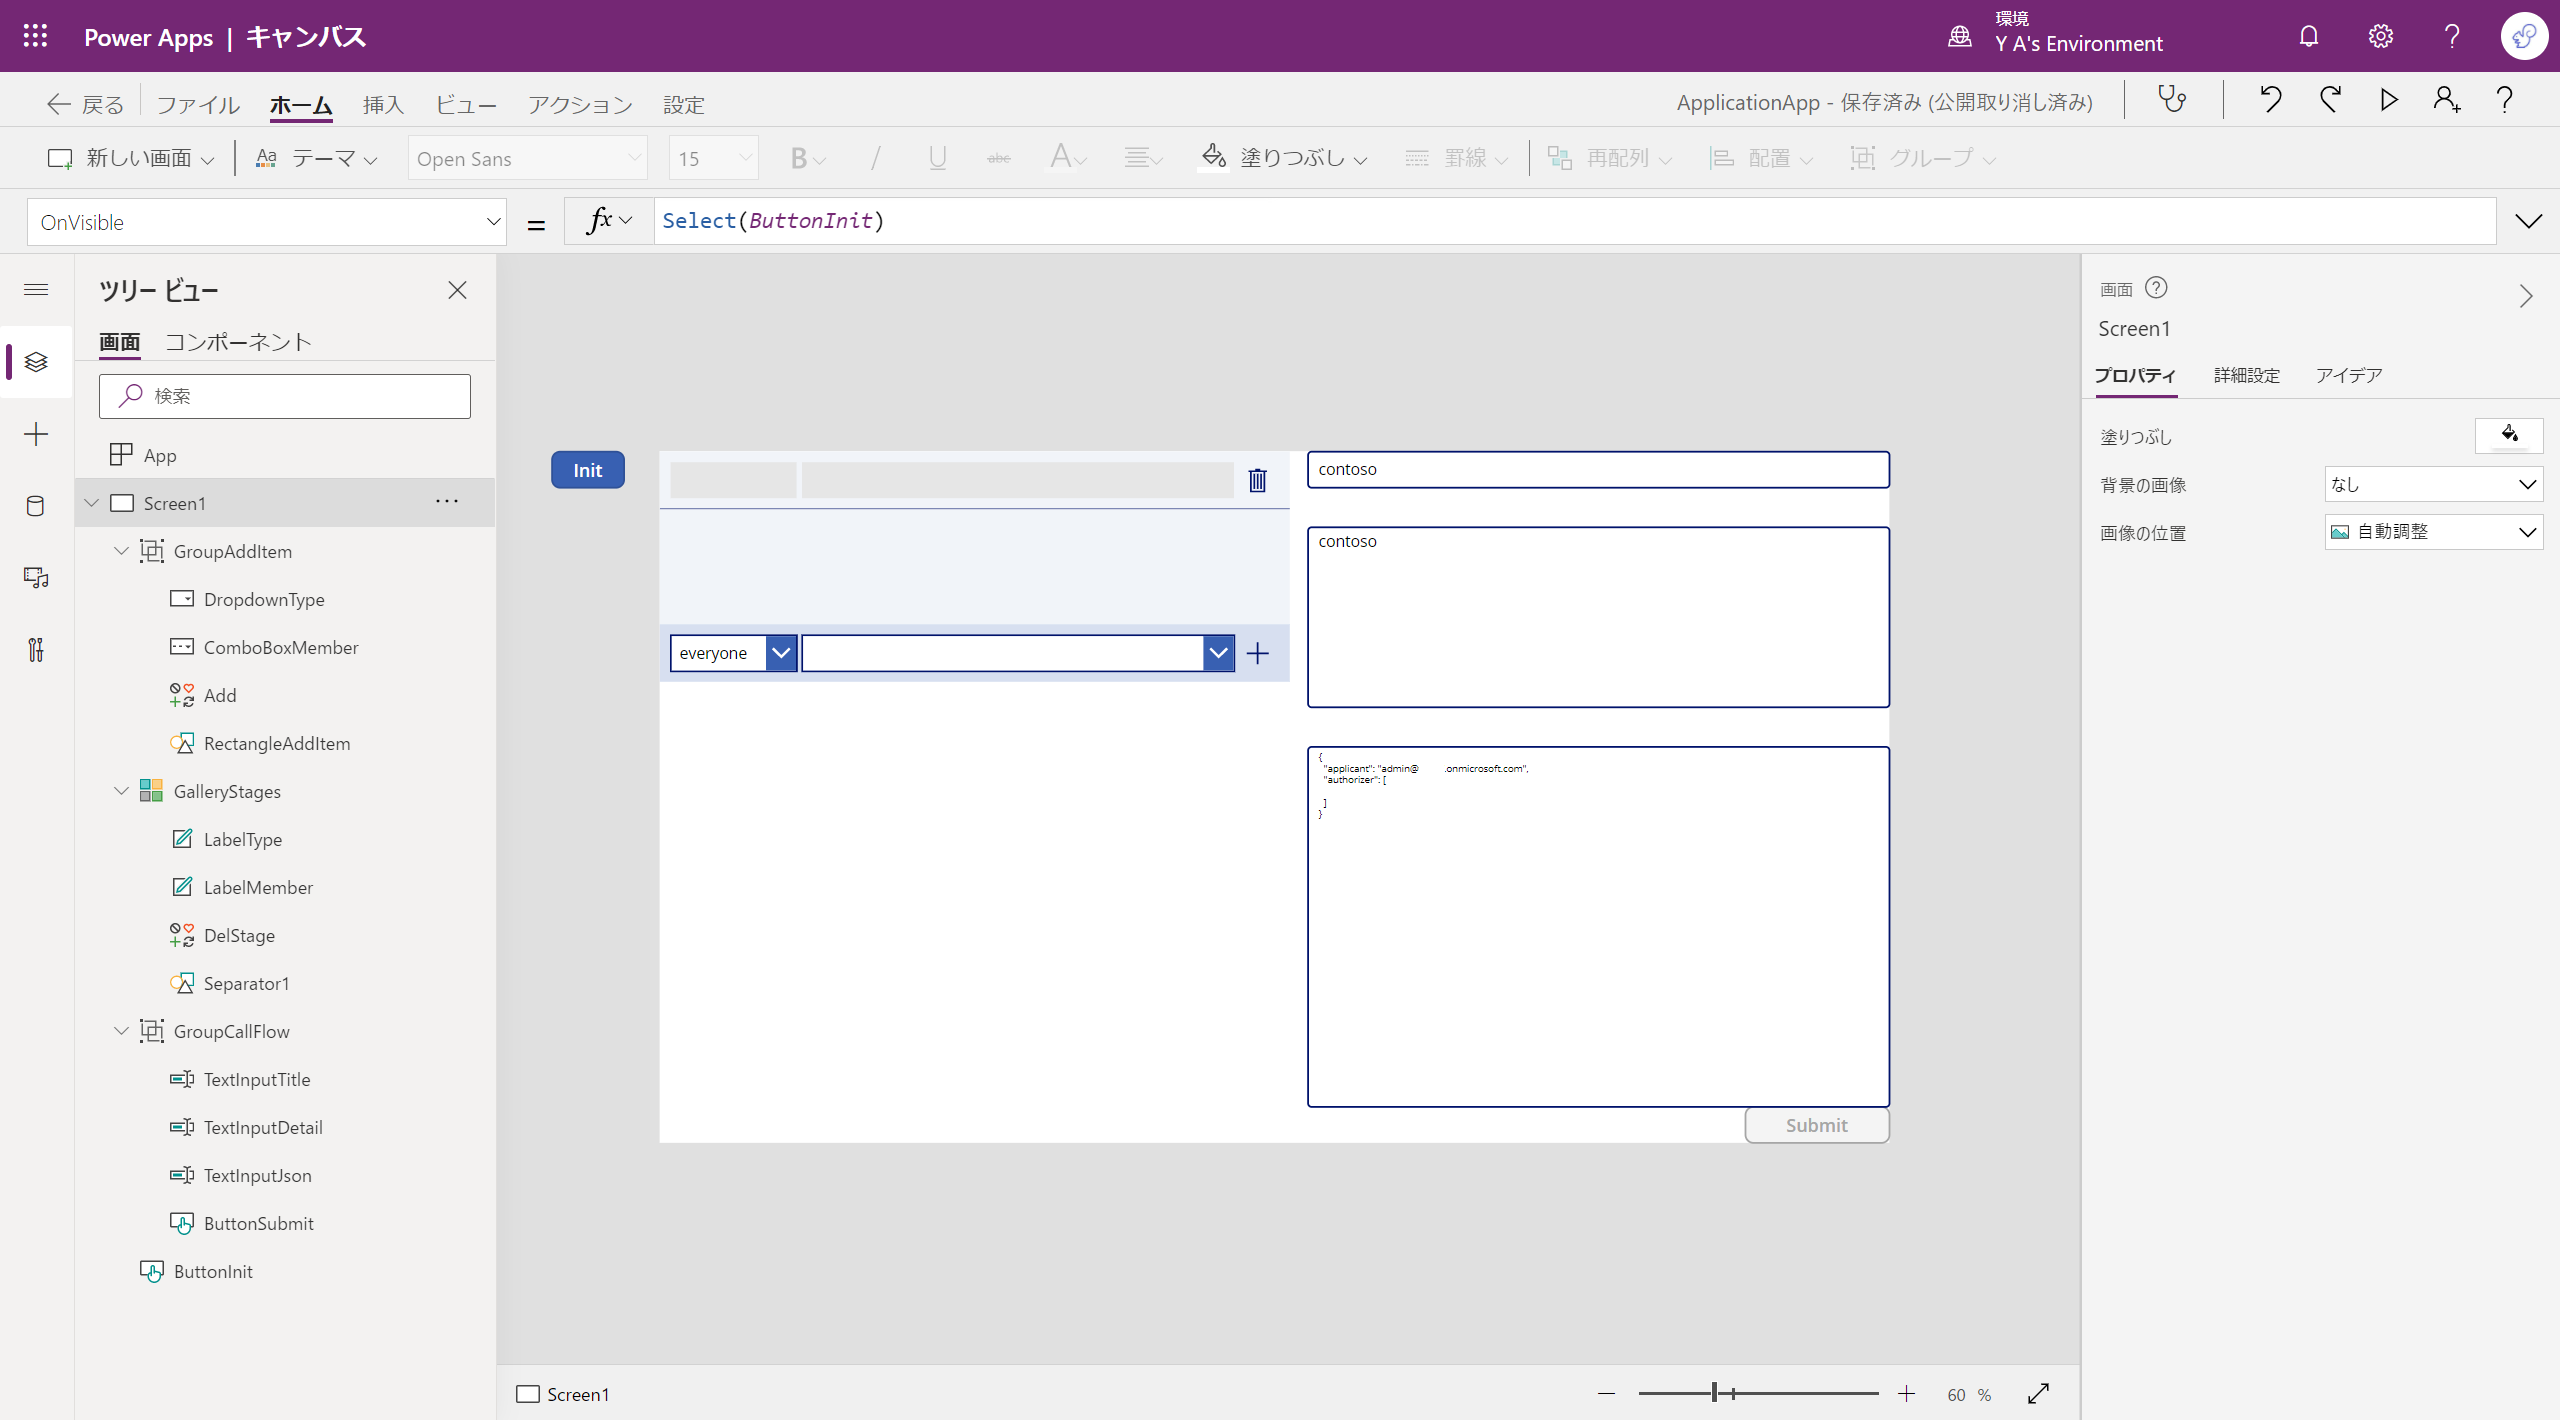 Power Apps | キャンバス
環境
Y A's Environment
戻る ファイル ホーム 挿入 ビュー アクション 設定
ApplicationApp - 保存済み (公開取り消し済み)
新しい画面 テーマ Open Sans 15 B / U abc A 塗りつぶし 罫線 再配列 配置 グループ
OnVisible = fx Select(ButtonInit)
ツリー ビュー
画面 コンポーネント
検索
App
Screen1
GroupAddItem
DropdownType
ComboBoxMember
Add
RectangleAddItem
GalleryStages
LabelType
LabelMember
DelStage
Separator1
GroupCallFlow
TextInputTitle
TextInputDetail
TextInputJson
ButtonSubmit
ButtonInit
Init
everyone
contoso
contoso
{
"applicant": "admin@ .onmicrosoft.com",
"authorizer": [
]
}
Submit
Screen1
60 %
画面
Screen1
プロパティ 詳細設定 アイデア
塗りつぶし
背景の画像 なし
画像の位置 自動調整